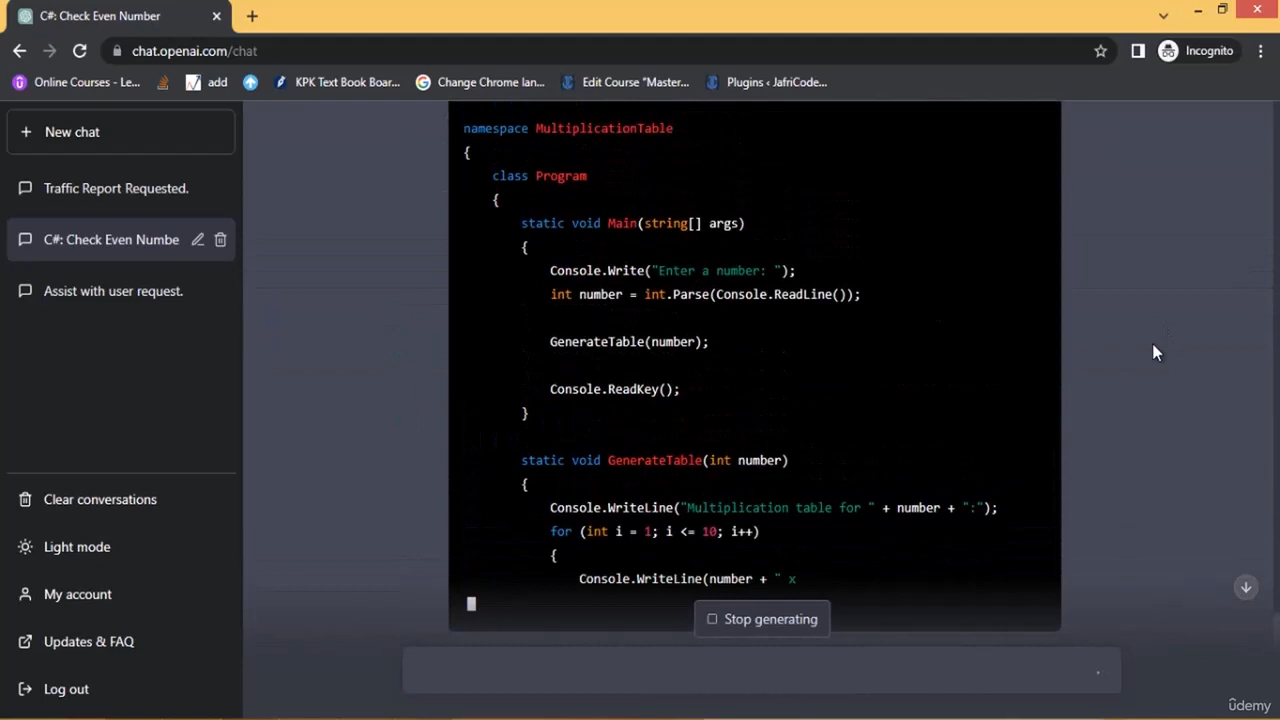 C#: Check Even Number
chat.openai.com/chat
Incognito
Online Courses - Le...
add
KPK Text Book Boar...
Change Chrome lan...
Edit Course "Master...
Plugins ‹ JafriCode...
New chat
Traffic Report Requested.
C#: Check Even Numbe
Assist with user request.
Clear conversations
Light mode
My account
Updates & FAQ
Log out
namespace MultiplicationTable
{
class Program
{
static void Main(string[] args)
{
Console.Write("Enter a number: ");
int number = int.Parse(Console.ReadLine());
GenerateTable(number);
Console.ReadKey();
}
static void GenerateTable(int number)
{
Console.WriteLine("Multiplication table for " + number + ":");
for (int i = 1; i <= 10; i++)
{
Console.WriteLine(number + " x
Stop generating
ûdemy